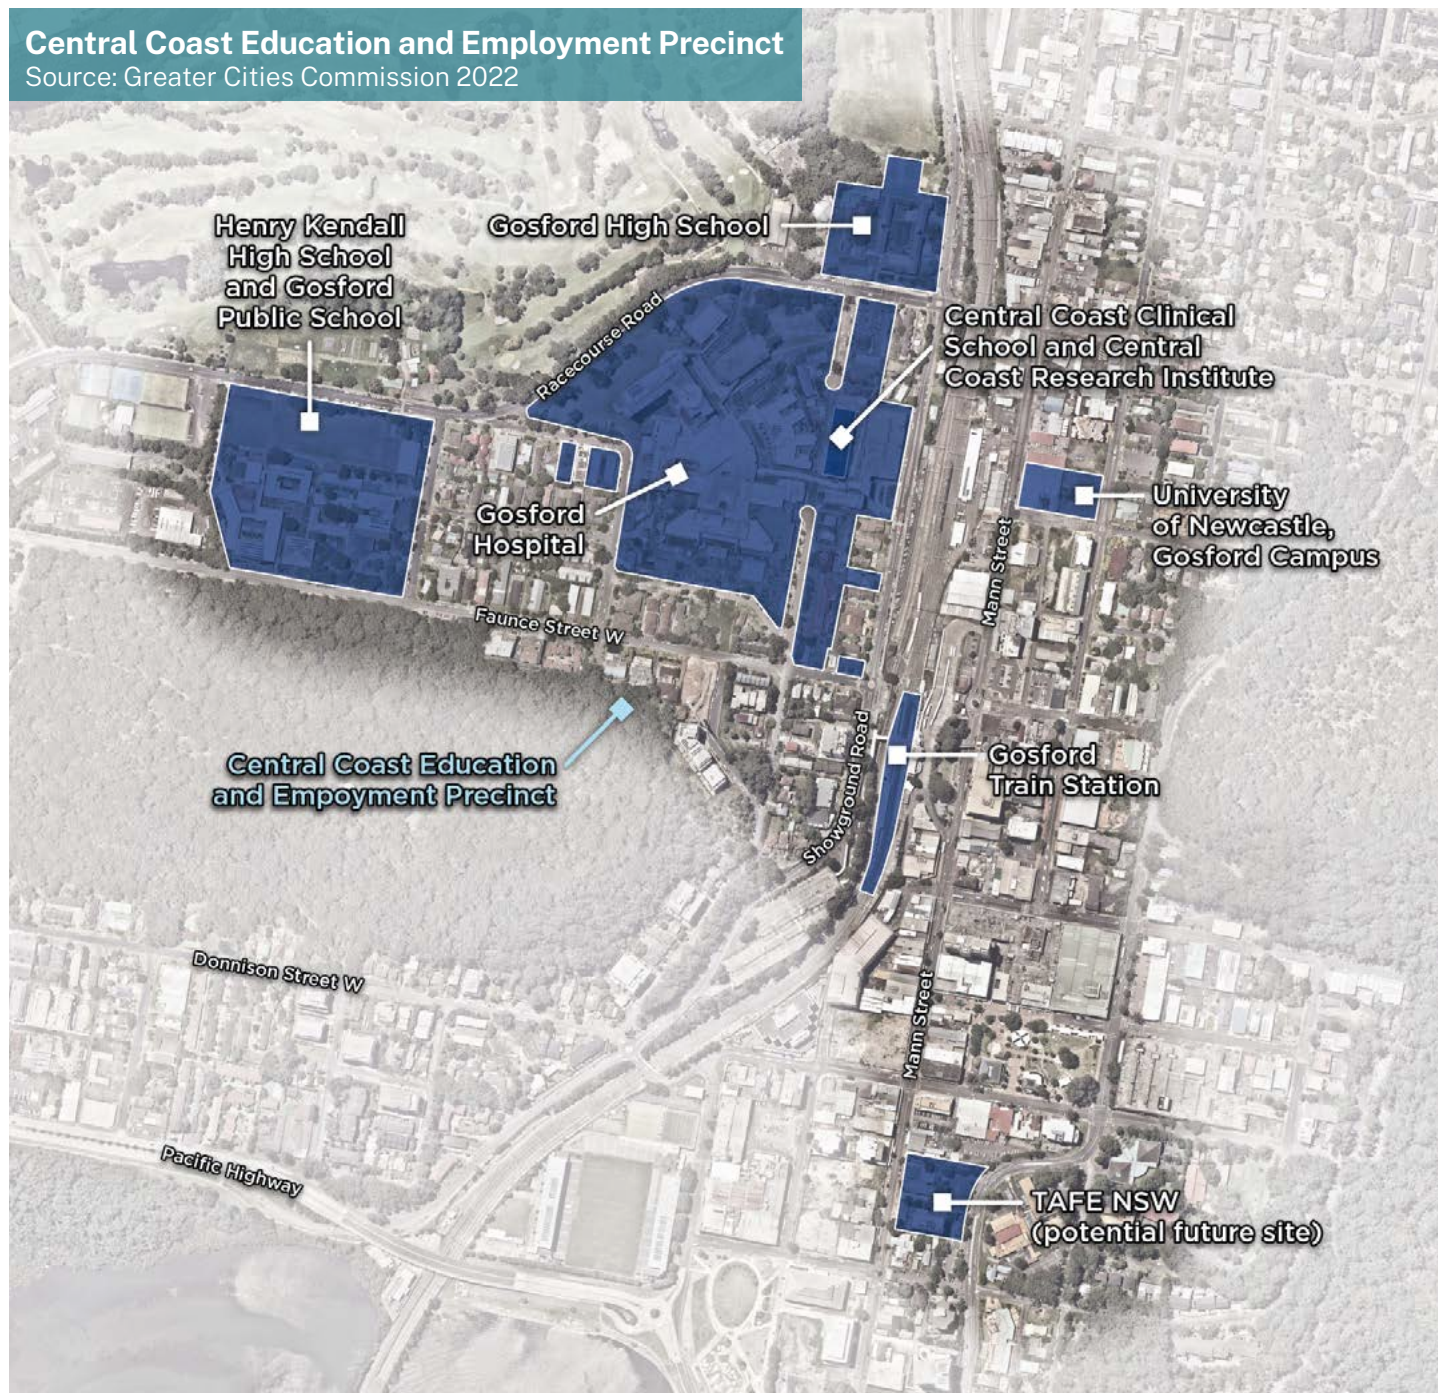 Central Coast Education and Employment Precinct
Source: Greater Cities Commission 2022
Henry Kendall
High School
and Gosford
Public School
Gosford High School
Racecourse Road
Central Coast Clinical
School and Central
Coast Research Institute
Gosford
Hospital
University
of Newcastle,
Gosford Campus
Mann Street
Faunce Street W
Central Coast Education
and Empoyment Precinct
Showground Road
Gosford
Train Station
Donnison Street W
Mann Street
Pacific Highway
TAFE NSW
(potential future site)